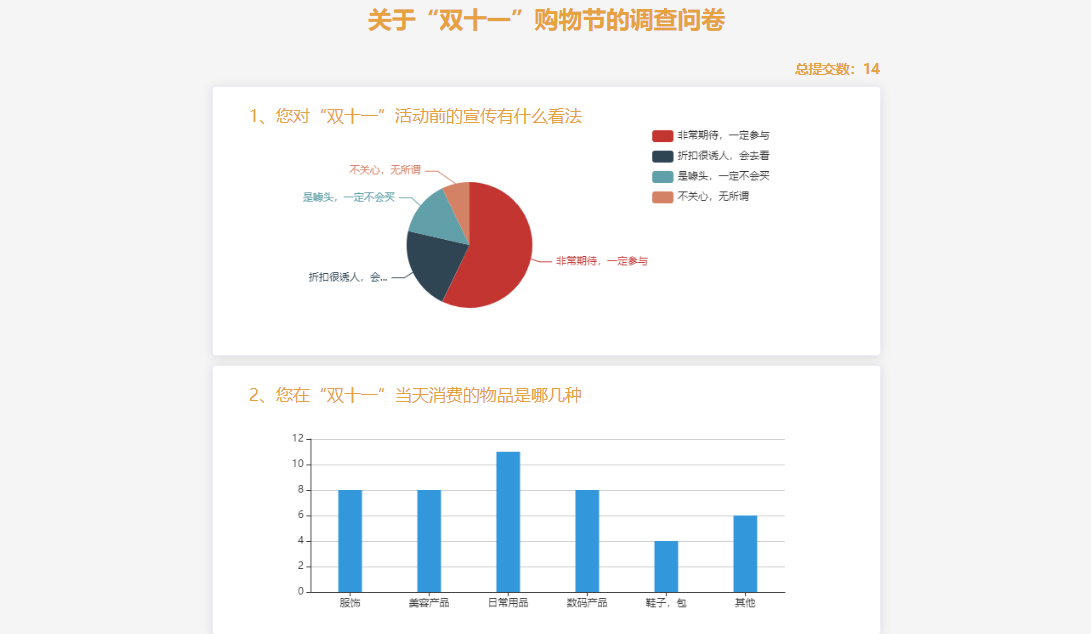 关于“双十一”购物节的调查问卷
总提交数：14
1、您对“双十一”活动前的宣传有什么看法
非常期待，一定参与
折扣很诱人，会去看
是噱头，一定不会买
不关心，无所谓
不关心，无所谓
是噱头，一定不会买
非常期待，一定参与
折扣很诱人，会...
2、您在“双十一”当天消费的物品是哪几种
12
10
8
6
4
2
0
服饰 美容产品 日常用品 数码产品 鞋子，包 其他